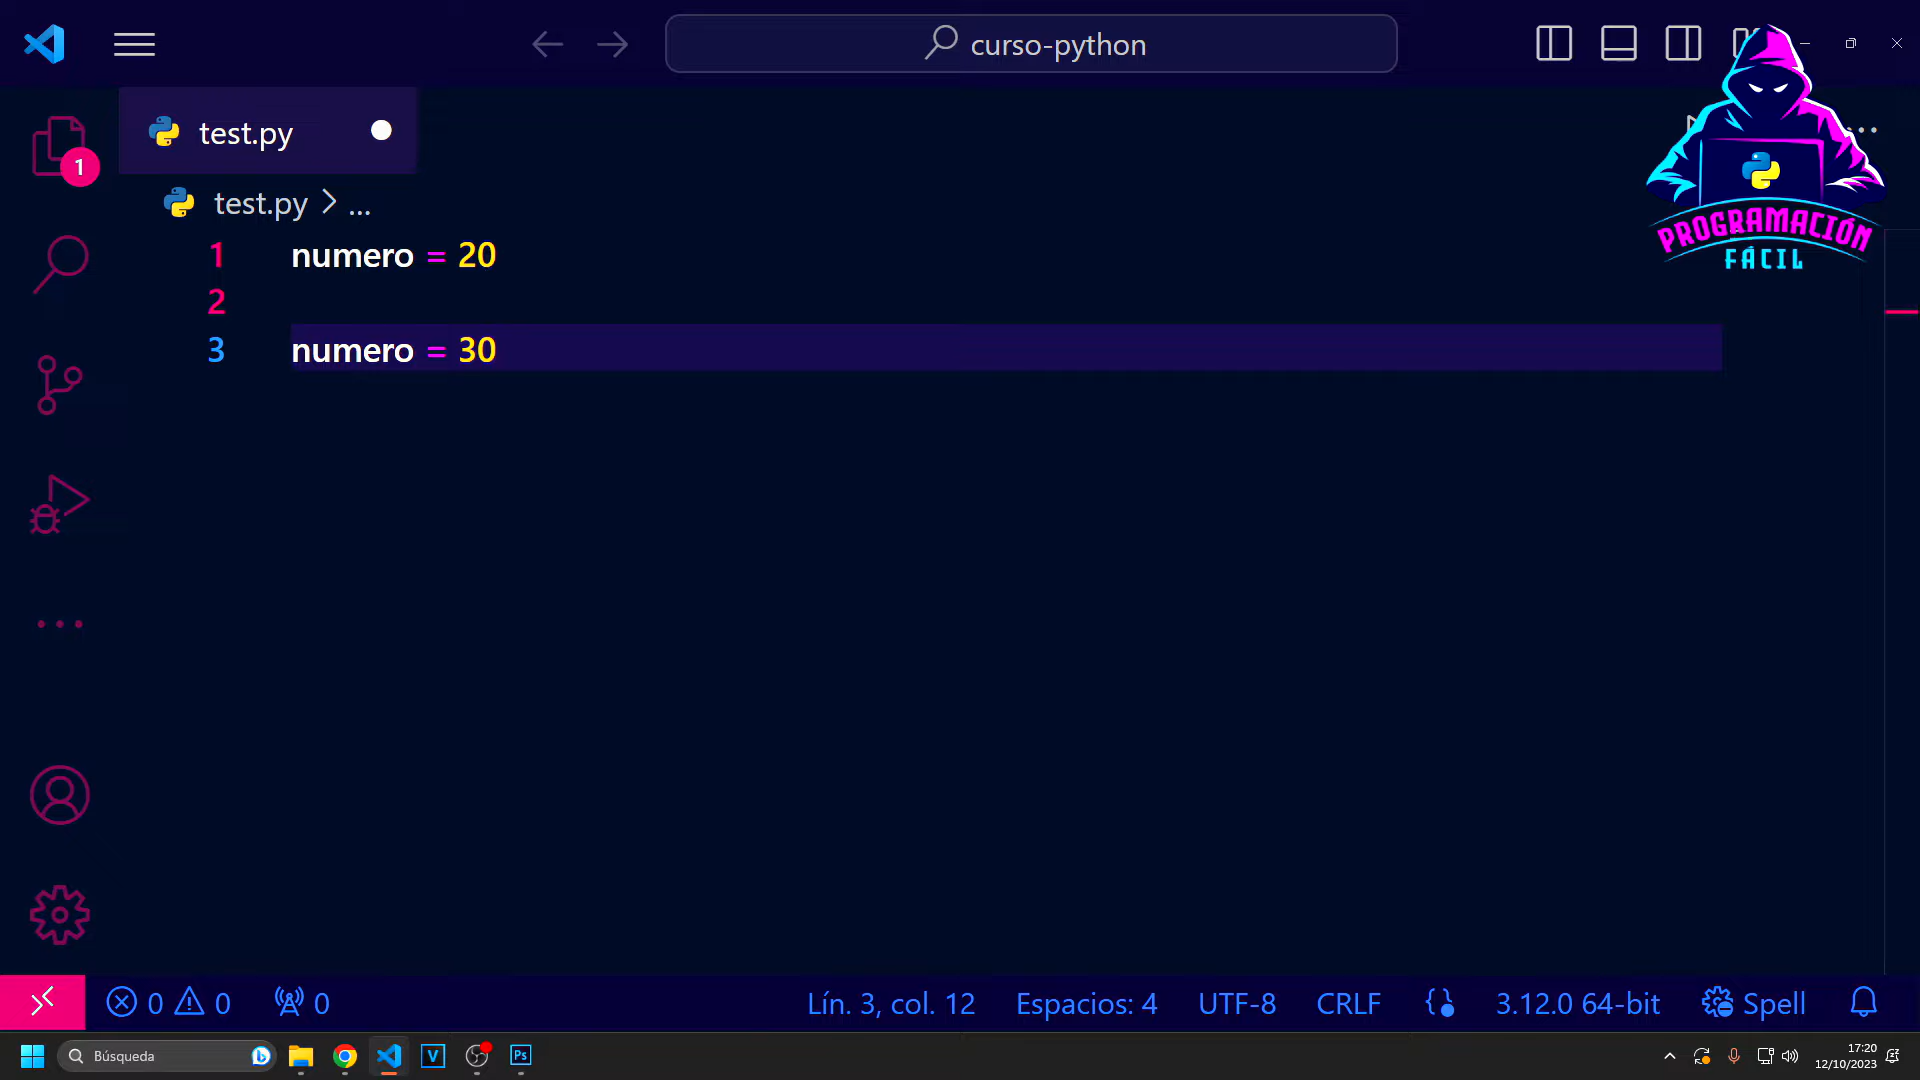 curso-python
test.py
1
test.py > ...
PROGRAMACIÓN
FÁCIL
1 numero = 20
2
3 numero = 30
0 0 0
Lín. 3, col. 12 Espacios: 4 UTF-8 CRLF 3.12.0 64-bit Spell
Búsqueda
V
Ps
17:20
12/10/2023